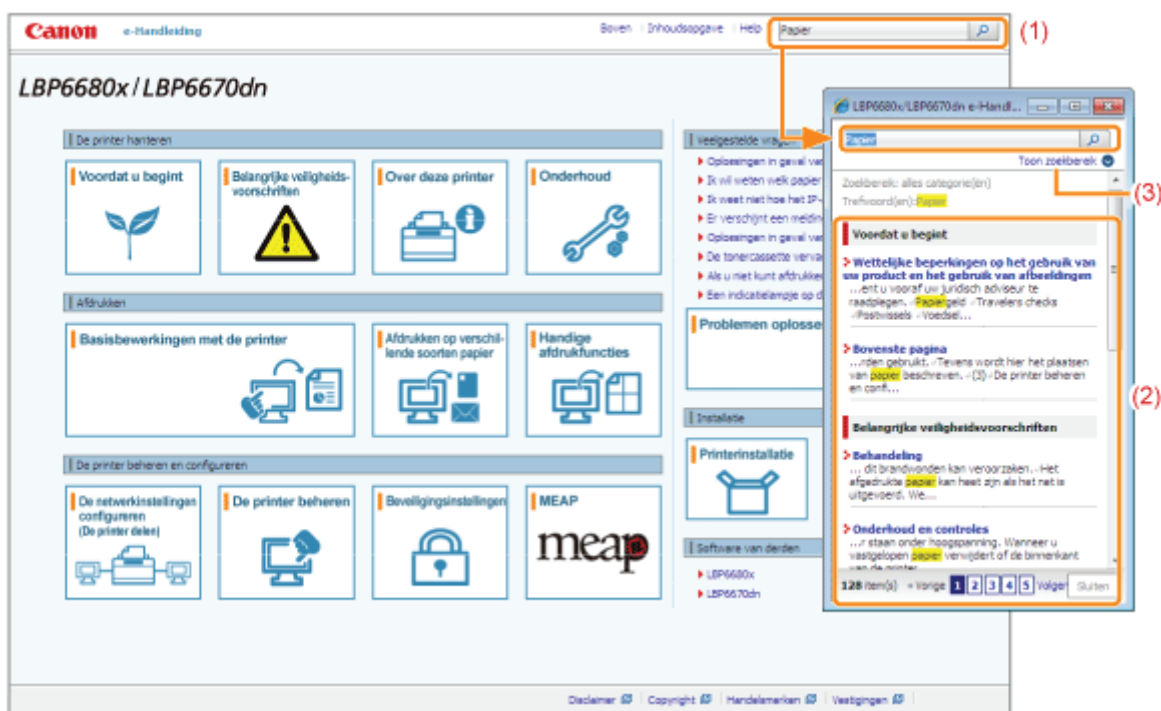 Canon e-Handleiding
Boven Inhoudsopgave Help Papier
(1)
LBP6680x/LBP6670dn
De printer hanteren
Voordat u begint
Belangrijke veiligheids-
voorschriften
Over deze printer
Onderhoud
Afdrukken
Basisbewerkingen met de printer
Afdrukken op verschil-
lende soorten papier
Handige
afdrukfuncties
De printer beheren en configureren
De netwerkinstellingen
configureren
(De printer delen)
De printer beheren
Beveiligingsinstellingen
MEAP
meap
Veelgestelde vragen
Oplossingen in geval van
Ik wil weten welk papier
Ik weet niet hoe het IP-
Er verschijnt een melding
Oplossingen in geval van
De tonercassette verva
Als u niet kunt afdrukken
Een indicatielampje op d
Problemen oplosse
Installatie
Printerinstallatie
Software van derden
LBP6680x
LBP6670dn
LBP6680x/LBP6670dn e-Handl...
Papier
Toon zoekbereik
(3)
Zoekbereik: alles categorie(ën)
Trefwoord(en):Papier
Voordat u begint
Wettelijke beperkingen op het gebruik van
uw product en het gebruik van afbeeldingen
...ent u vooraf uw juridisch adviseur te
raadplegen. Papiergeld Travelers checks
Postwissels Voedsel...
Bovenste pagina
...rden gebruikt. Tevens wordt hier het plaatsen
van papier beschreven. (3) De printer beheren
en confi...
(2)
Belangrijke veiligheidsvoorschriften
Behandeling
... dit brandwonden kan veroorzaken. Het
afgedrukte papier kan heet zijn als het net is
uitgevoerd. We...
Onderhoud en controles
...r staan onder hoogspanning. Wanneer u
vastgelopen papier verwijdert of de binnenkant
van de printer
128 item(s) « Vorige 1 2 3 4 5 Volger Sluiten
Disclaimer Copyright Handelsmerken Vestigingen